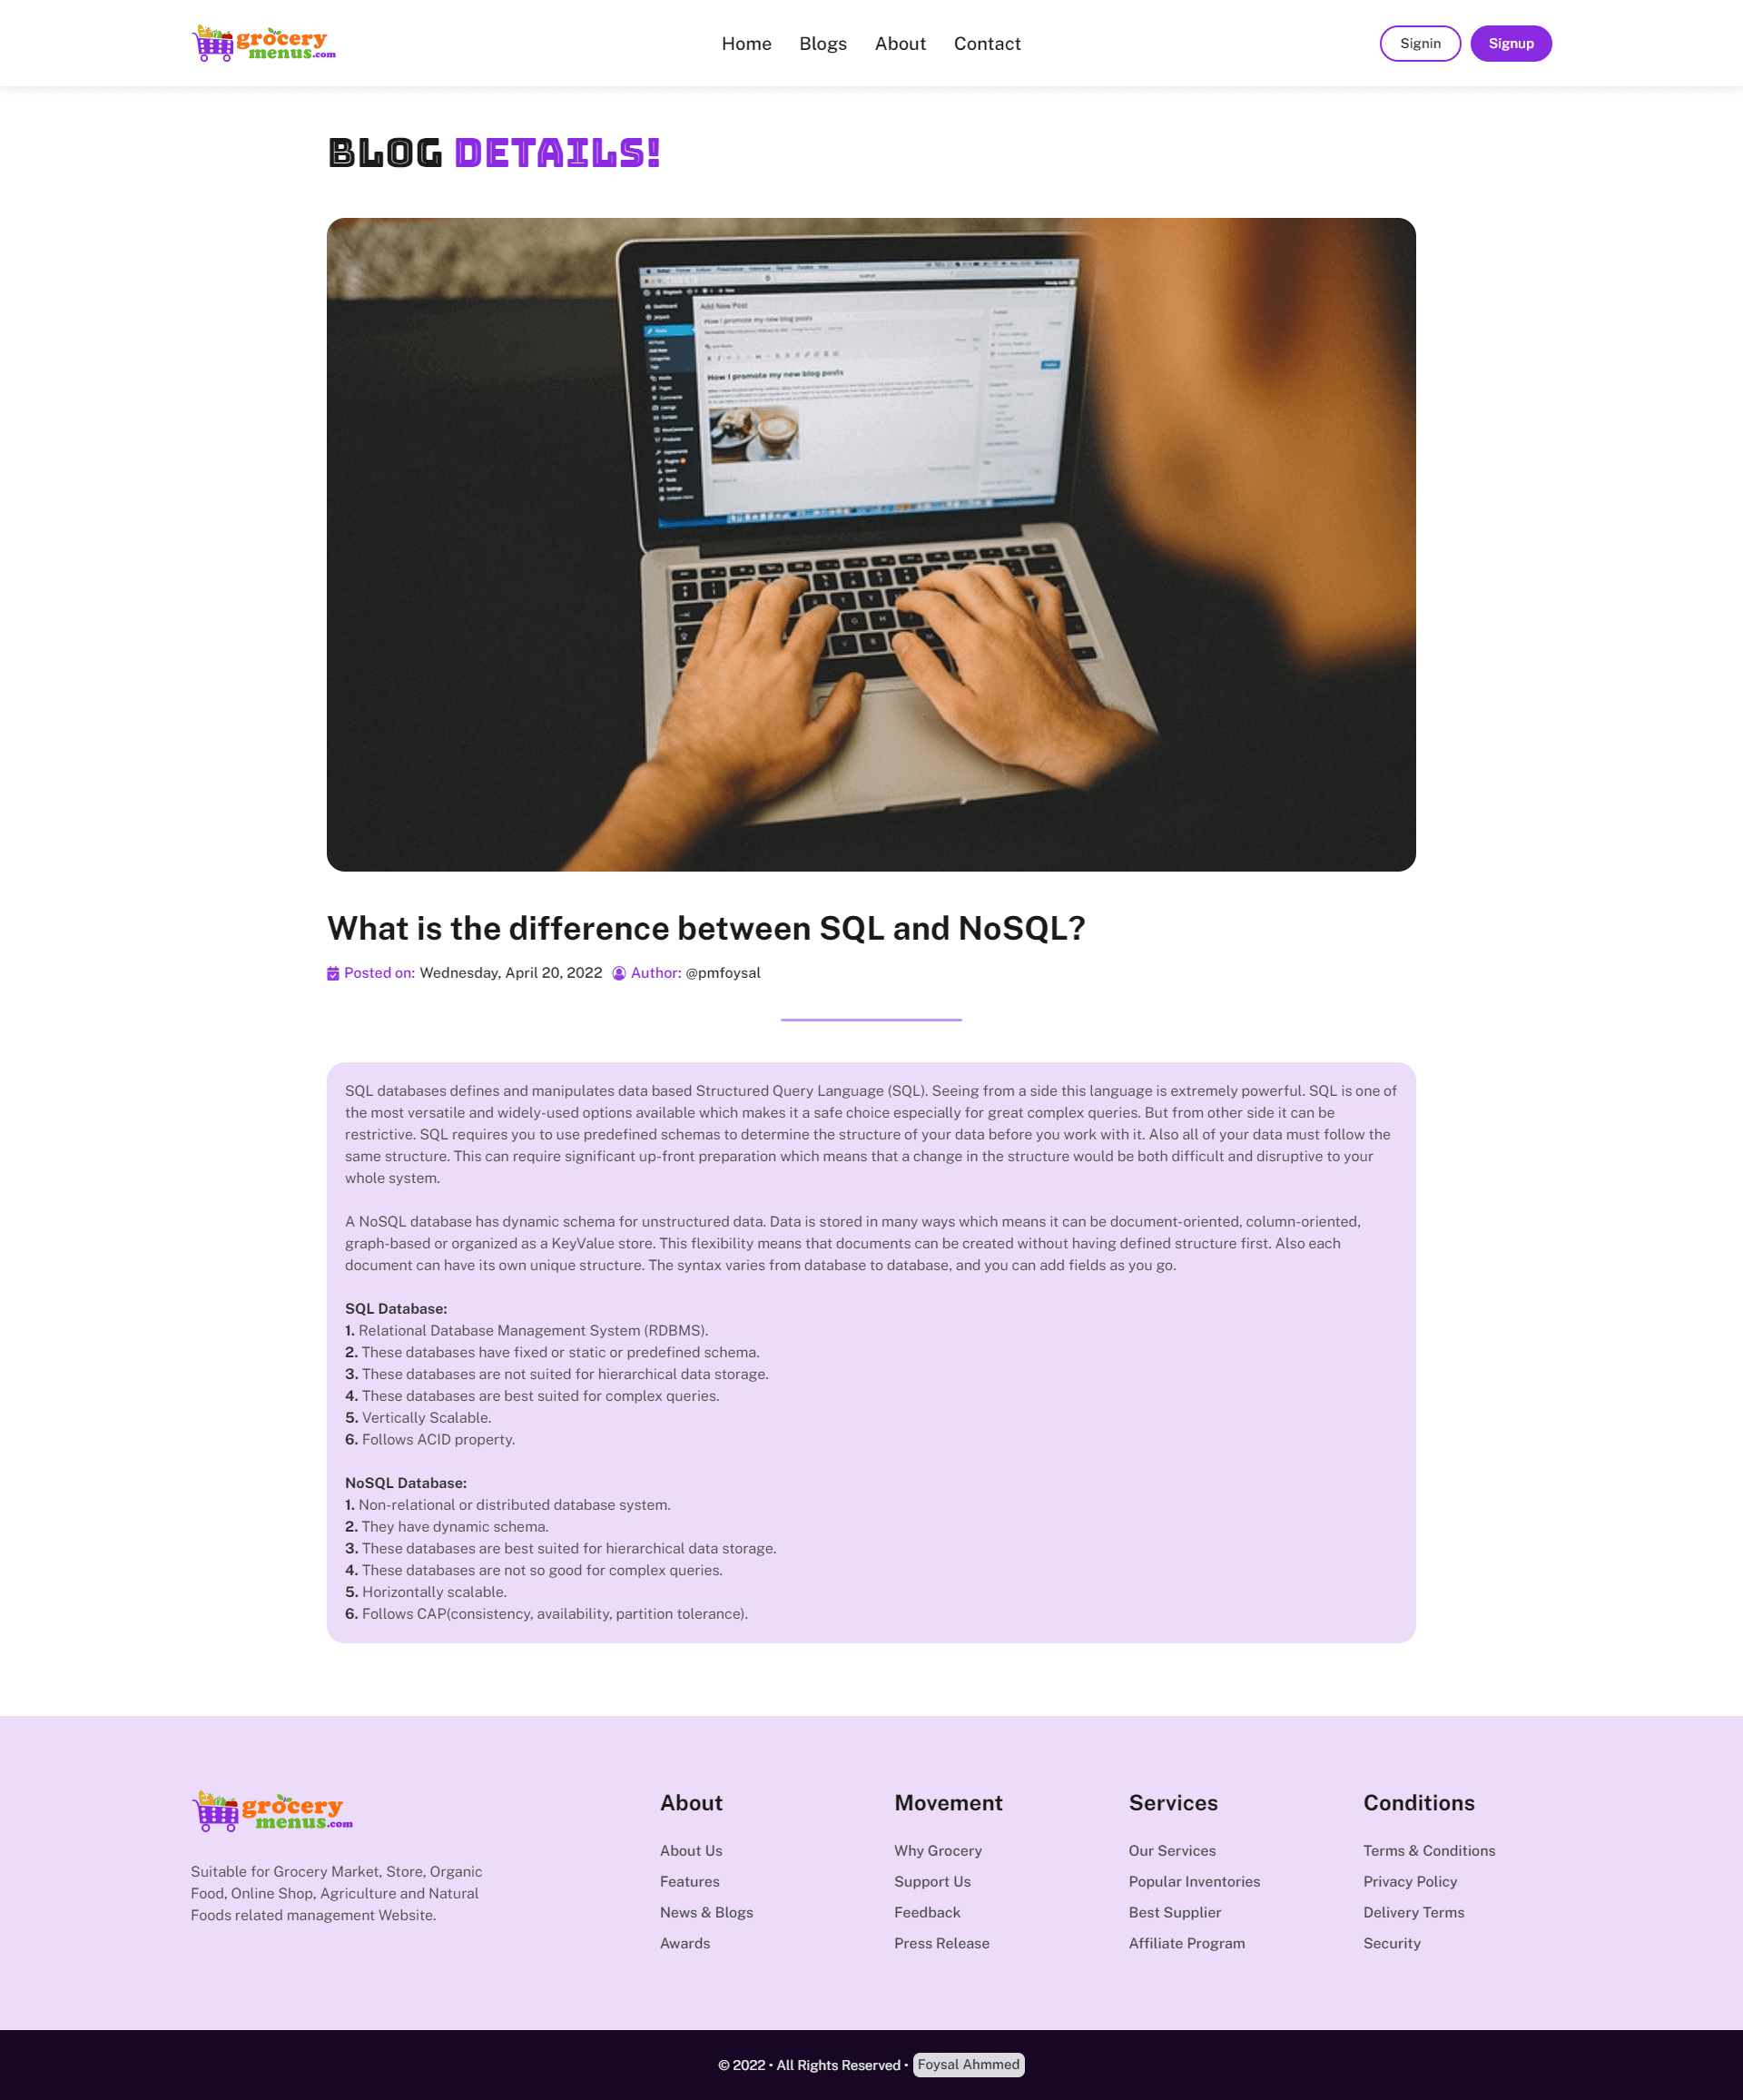 grocery
menus.com
Home Blogs About Contact
Signin Signup
BLOG DETAILS!
Add New Post
How I promote my new blog posts
How I promote my new blog posts
What is the difference between SQL and NoSQL?
Posted on: Wednesday, April 20, 2022 Author: @pmfoysal
SQL databases defines and manipulates data based Structured Query Language (SQL). Seeing from a side this language is extremely powerful. SQL is one of
the most versatile and widely-used options available which makes it a safe choice especially for great complex queries. But from other side it can be
restrictive. SQL requires you to use predefined schemas to determine the structure of your data before you work with it. Also all of your data must follow the
same structure. This can require significant up-front preparation which means that a change in the structure would be both difficult and disruptive to your
whole system.
A NoSQL database has dynamic schema for unstructured data. Data is stored in many ways which means it can be document-oriented, column-oriented,
graph-based or organized as a KeyValue store. This flexibility means that documents can be created without having defined structure first. Also each
document can have its own unique structure. The syntax varies from database to database, and you can add fields as you go.
SQL Database:
1. Relational Database Management System (RDBMS).
2. These databases have fixed or static or predefined schema.
3. These databases are not suited for hierarchical data storage.
4. These databases are best suited for complex queries.
5. Vertically Scalable.
6. Follows ACID property.
NoSQL Database:
1. Non-relational or distributed database system.
2. They have dynamic schema.
3. These databases are best suited for hierarchical data storage.
4. These databases are not so good for complex queries.
5. Horizontally scalable.
6. Follows CAP(consistency, availability, partition tolerance).
grocery
menus.com
Suitable for Grocery Market, Store, Organic
Food, Online Shop, Agriculture and Natural
Foods related management Website.
About
About Us
Features
News & Blogs
Awards
Movement
Why Grocery
Support Us
Feedback
Press Release
Services
Our Services
Popular Inventories
Best Supplier
Affiliate Program
Conditions
Terms & Conditions
Privacy Policy
Delivery Terms
Security
© 2022 • All Rights Reserved • Foysal Ahmmed